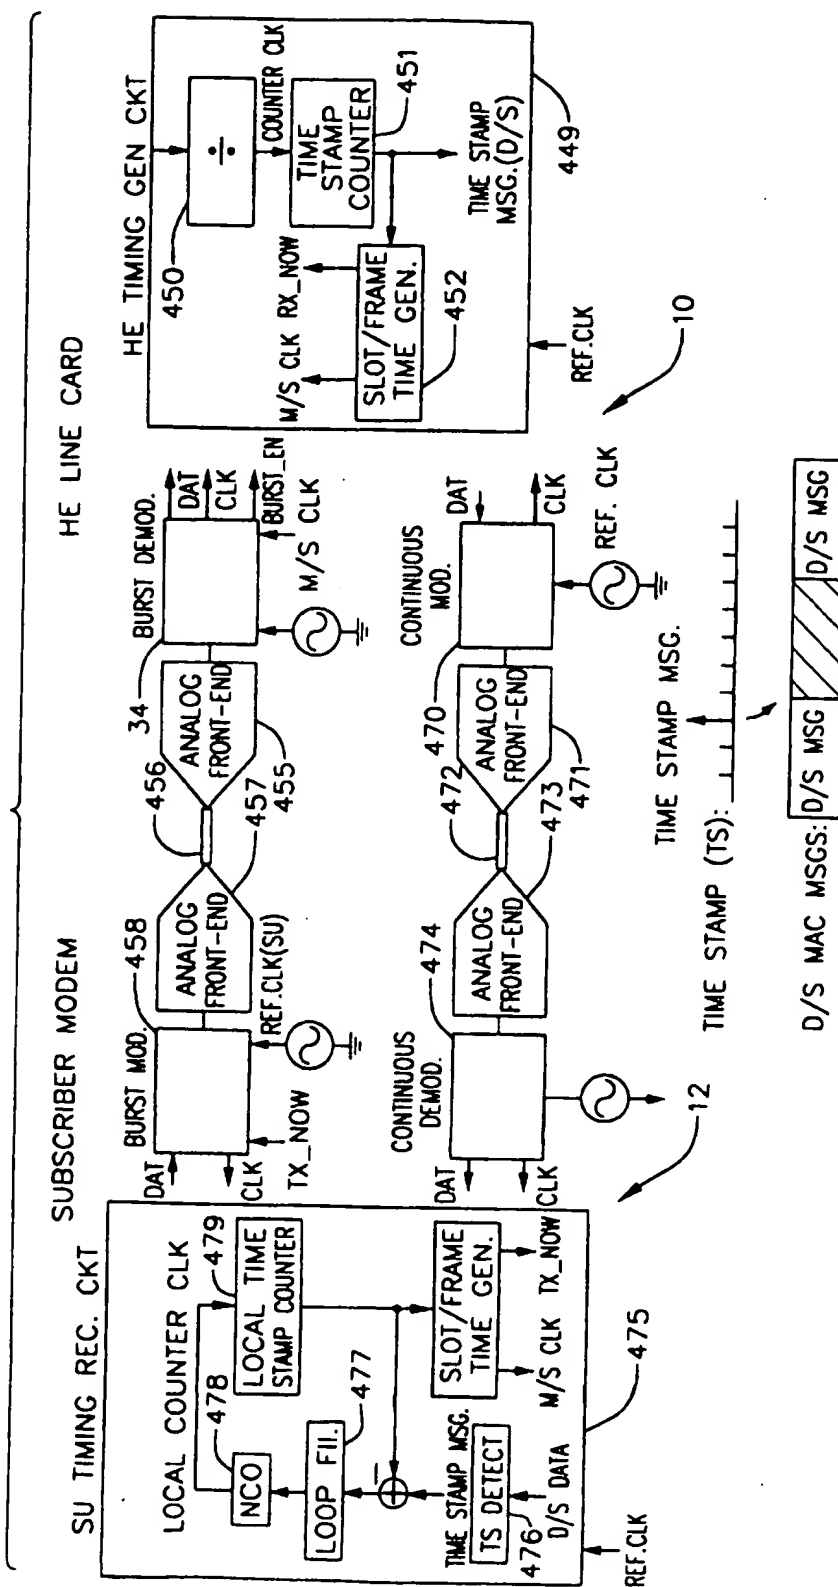 SUBSCRIBER MODEM
HE LINE CARD
SU TIMING REC. CKT
LOCAL COUNTER CLK
478
479
NCO
LOCAL TIME
STAMP COUNTER
LOOP FIL.
477
TIME STAMP MSG.
−
+
TS DETECT
476
D/S DATA
SLOT/FRAME
TIME GEN.
M/S CLK
TX_NOW
REF.CLK
475
12
BURST MOD.
458
DAT
CLK
TX_NOW
REF.CLK(SU)
ANALOG
FRONT-END
457
456
ANALOG
FRONT-END
455
34
BURST DEMOD.
DAT
CLK
BURST_EN
M/S CLK
CONTINUOUS
DEMOD.
474
DAT
CLK
ANALOG
FRONT-END
473
472
ANALOG
FRONT-END
471
470
CONTINUOUS
MOD.
DAT
CLK
REF. CLK
10
HE TIMING GEN CKT
450
÷
COUNTER CLK
TIME
STAMP
COUNTER
451
M/S CLK
RX_NOW
SLOT/FRAME
TIME GEN.
452
TIME STAMP
MSG.(D/S)
449
REF.CLK
TIME STAMP MSG.
TIME STAMP (TS):
D/S MAC MSGS:
D/S MSG
D/S MSG